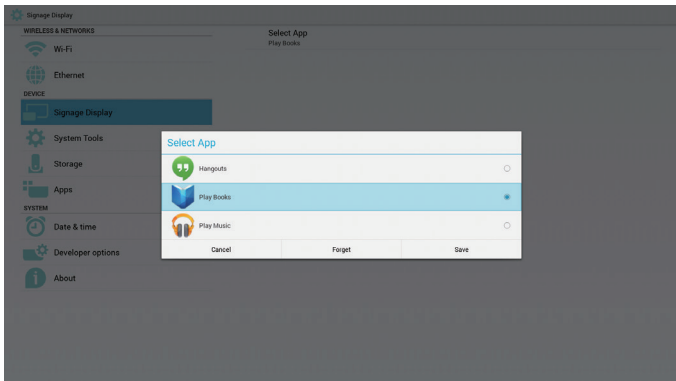 Signage Display
WIRELESS & NETWORKS
Wi-Fi
Ethernet
DEVICE
Signage Display
System Tools
Storage
Apps
SYSTEM
Date & time
Developer options
About
Select App
Play Books
Select App
Hangouts
Play Books
Play Music
Cancel Forget Save